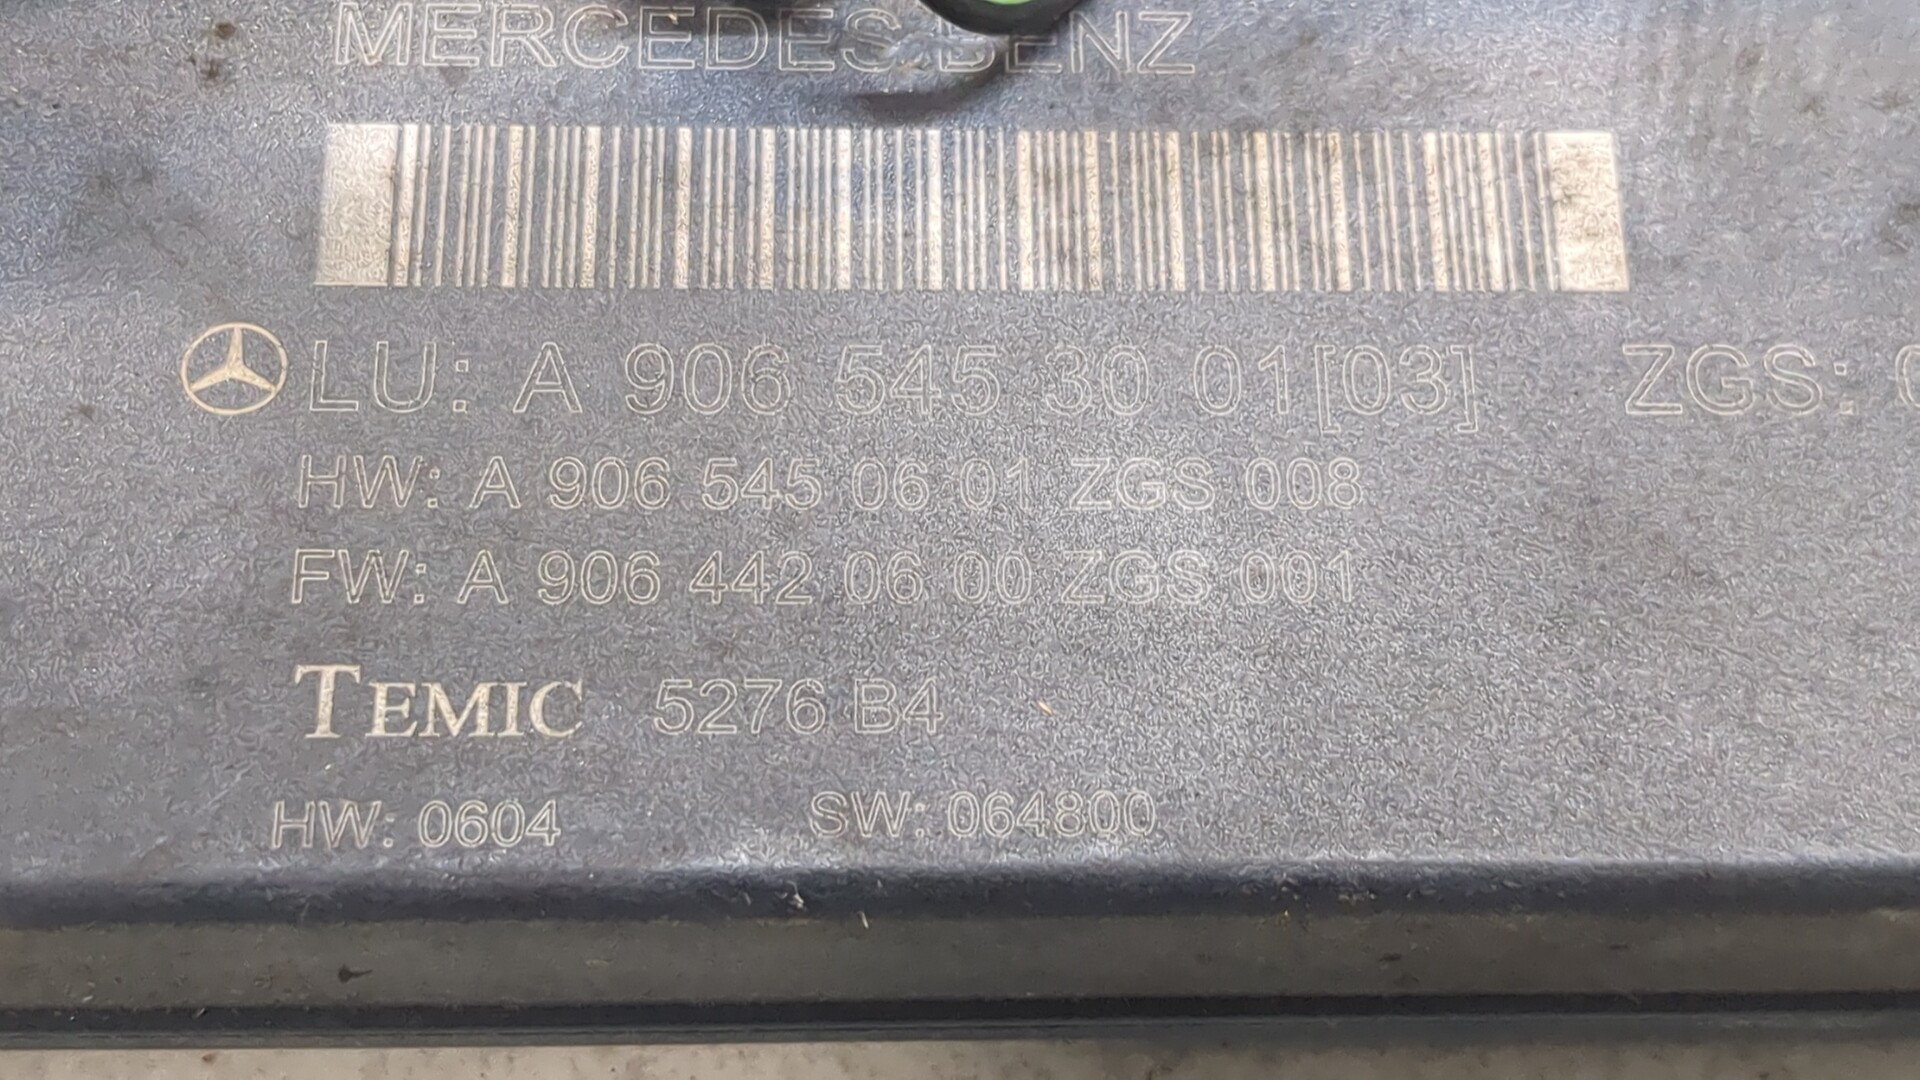 MERCEDES-BENZ
LU: A 906 545 30 01[03] ZGS: 0
HW: A 906 545 06 01 ZGS 008
FW: A 906 442 06 00 ZGS 001
TEMIC 5276 B4
HW: 0604 SW: 064800